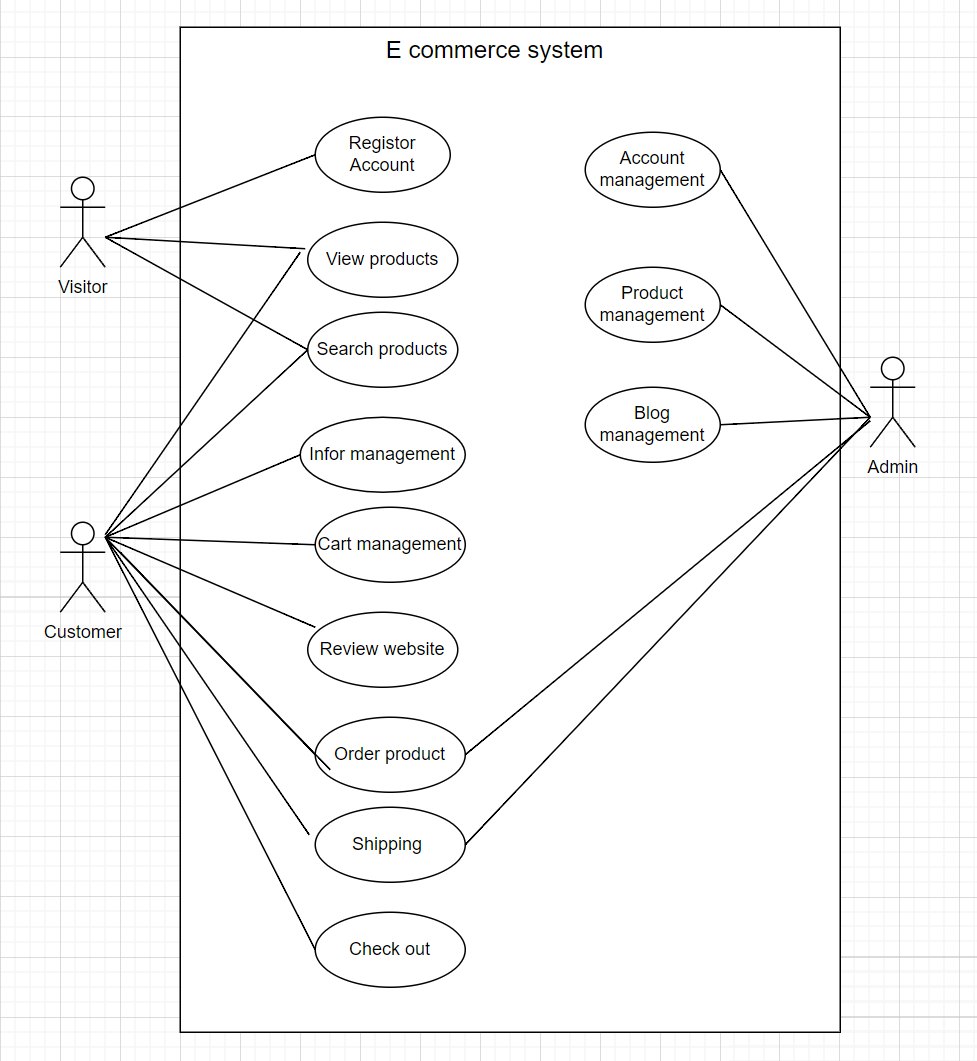 E commerce system
Registor
Account
Account
management
View products
Visitor
Product
management
Search products
Blog
management
Infor management
Admin
Cart management
Customer
Review website
Order product
Shipping
Check out